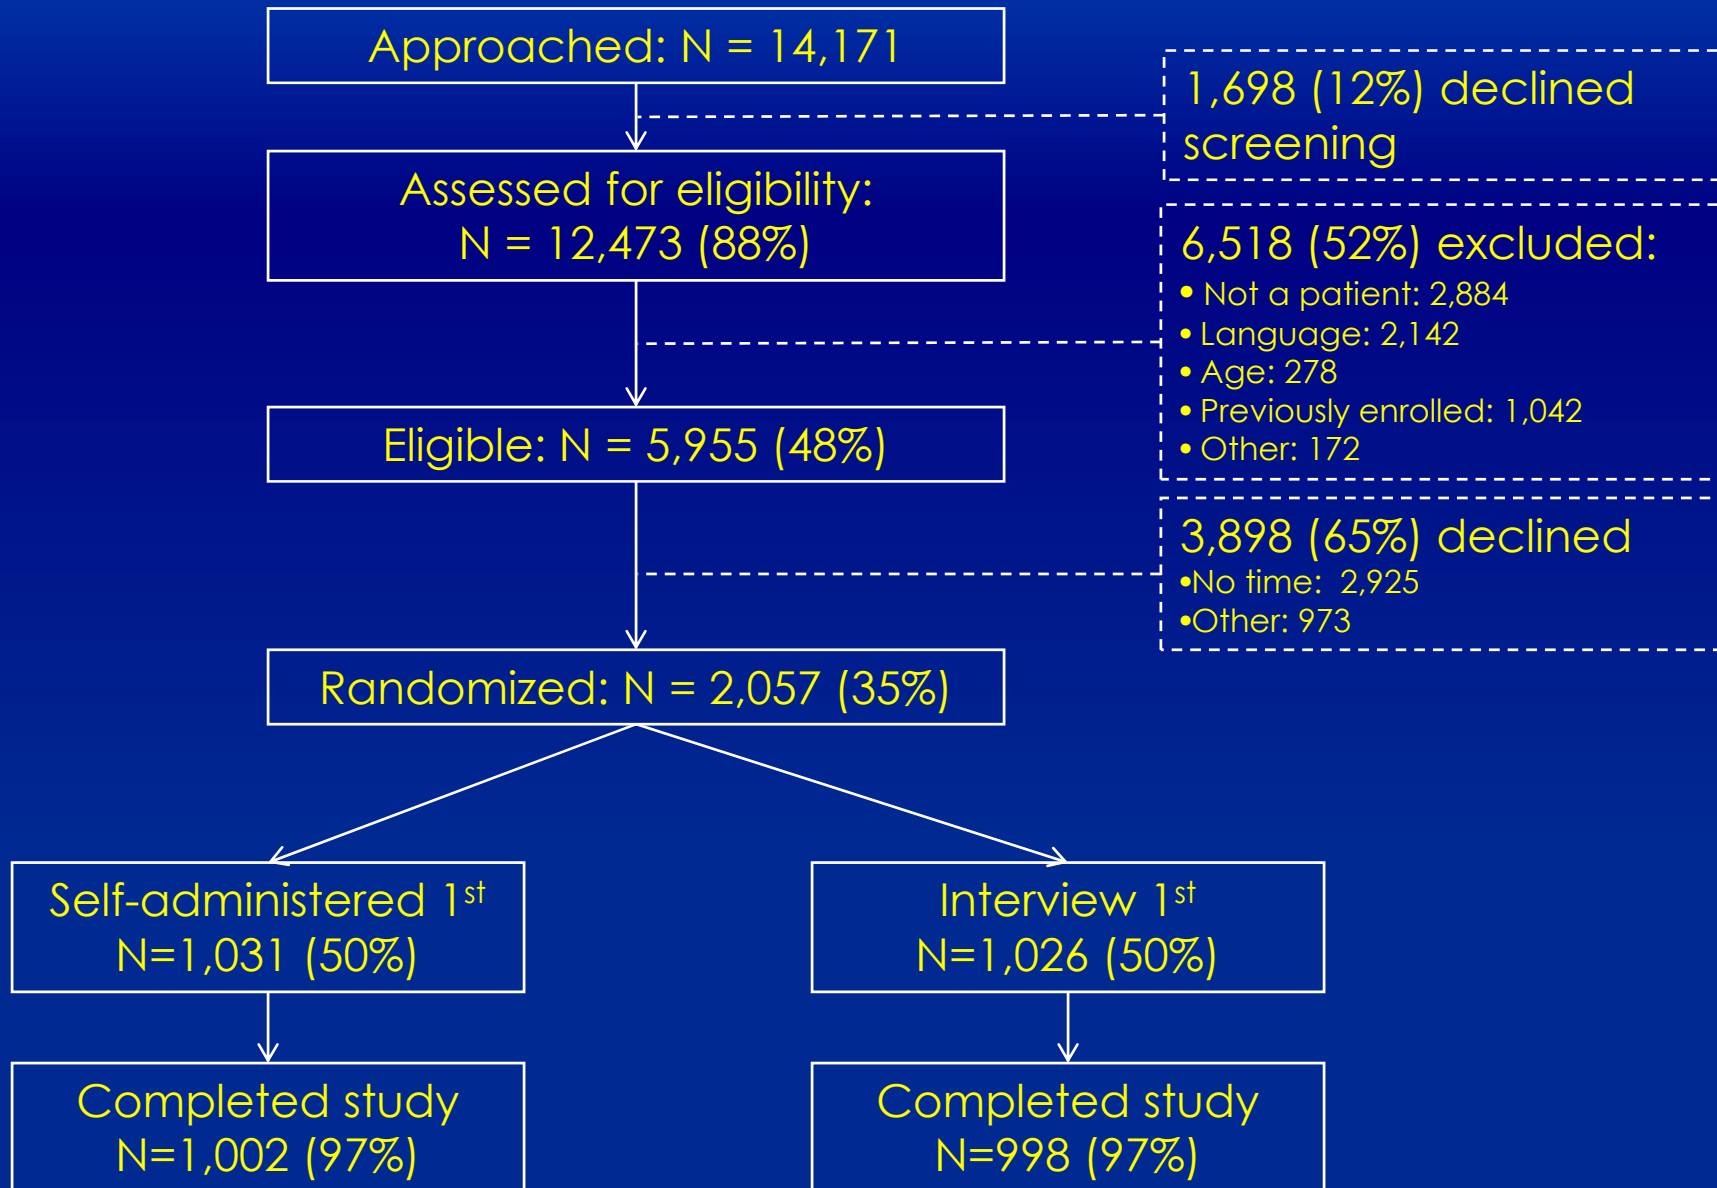 Approached: N = 14,171
1,698 (12%) declined
screening
Assessed for eligibility:
N = 12,473 (88%)
6,518 (52%) excluded:
• Not a patient: 2,884
• Language: 2,142
• Age: 278
• Previously enrolled: 1,042
• Other: 172
Eligible: N = 5,955 (48%)
3,898 (65%) declined
•No time:  2,925
•Other: 973
Randomized: N = 2,057 (35%)
Self-administered 1st
N=1,031 (50%)
Interview 1st
N=1,026 (50%)
Completed study
N=1,002 (97%)
Completed study
N=998 (97%)